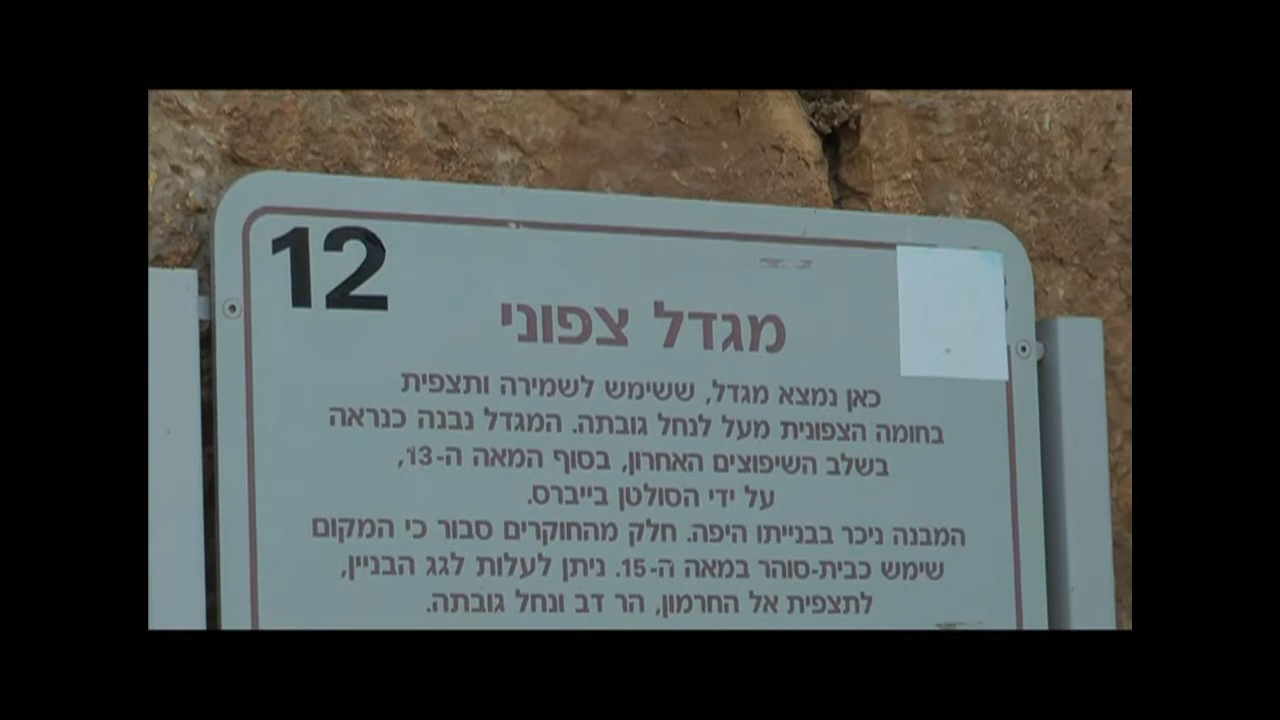 12
מגדל צפוני
כאן נמצא מגדל, ששימש לשמירה ותצפית
בחומה הצפונית מעל לנחל גובתה. המגדל נבנה כנראה
בשלב השיפוצים האחרון, בסוף המאה ה-13,
על ידי הסולטן בייברס.
המבנה ניכר בבנייתו היפה. חלק מהחוקרים סבור כי המקום
שימש כבית-סוהר במאה ה-15. ניתן לעלות לגג הבניין,
לתצפית אל החרמון, הר דב ונחל גובתה.